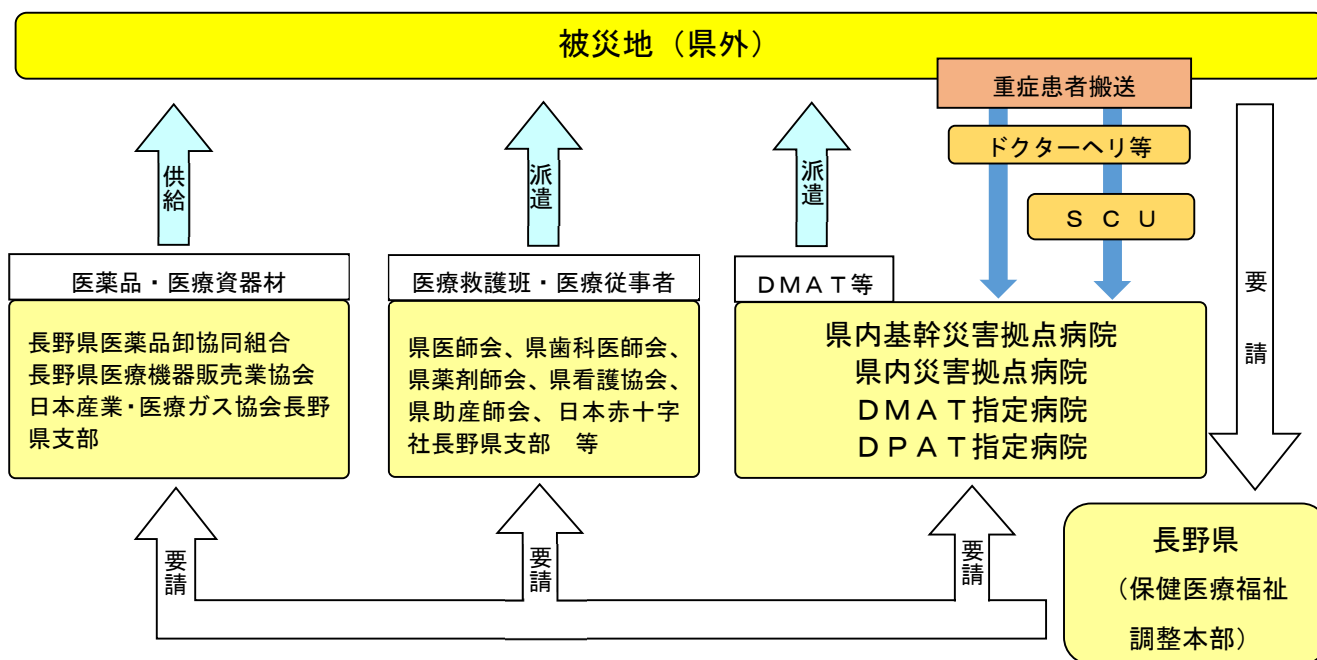 被災地（県外）
重症患者搬送
ドクターヘリ等
ＳＣＵ
供給
派遣
派遣
要請
医薬品・医療資器材
長野県医薬品卸協同組合
長野県医療機器販売業協会
日本産業・医療ガス協会長野
県支部
医療救護班・医療従事者
県医師会、県歯科医師会、
県薬剤師会、県看護協会、
県助産師会、日本赤十字
社長野県支部　等
ＤＭＡＴ等
県内基幹災害拠点病院
県内災害拠点病院
ＤＭＡＴ指定病院
ＤＰＡＴ指定病院
要請
要請
要請
長野県
（保健医療福祉
調整本部）